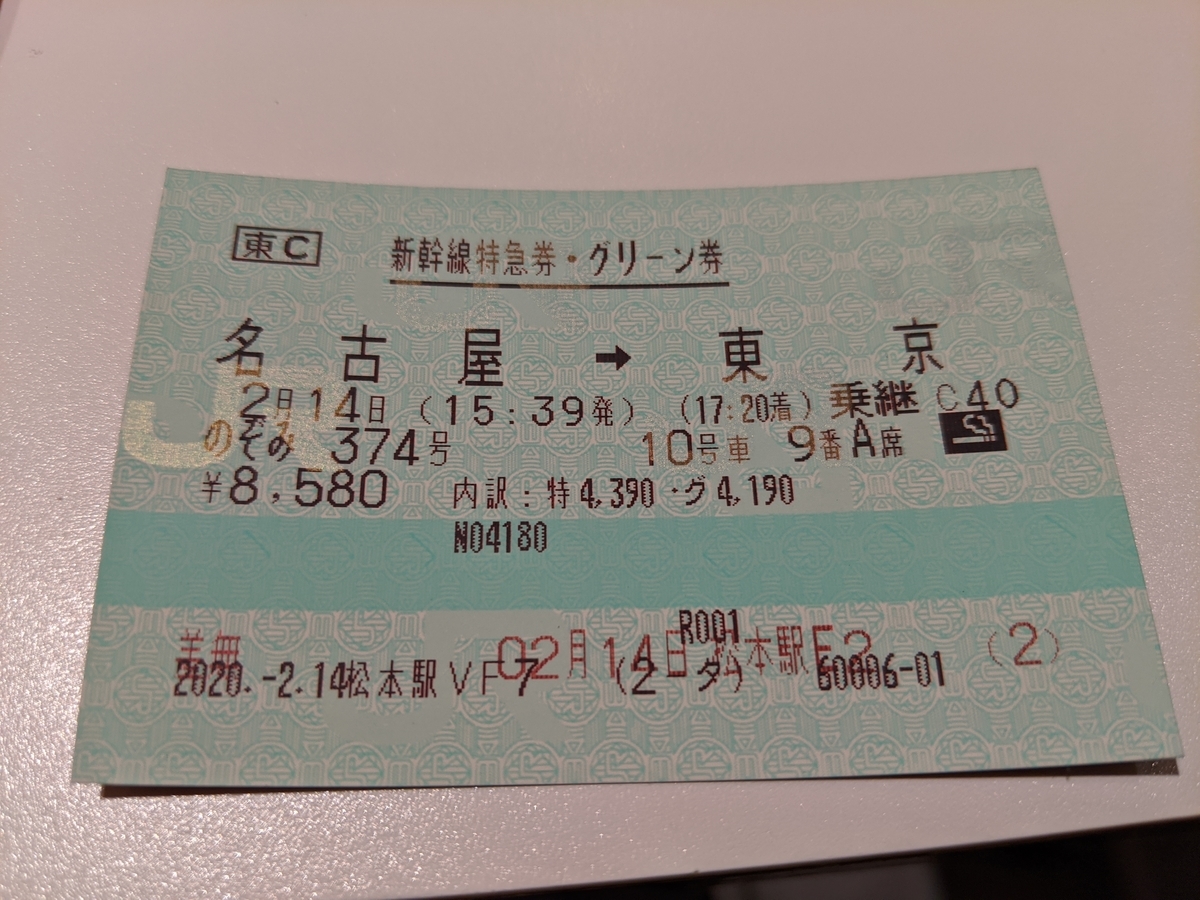 東C 新幹線特急券・グリーン券
名古屋 → 東京
2日14日 (15:39発) (17:20着) 乗継 C40
のぞみ 374号 10号車 9番A席
¥8,580 内訳:特4,390・グ4,190
N04180
R001
02月14日 松本駅 (2)
2020.-2.14松本駅VF7 (2-タ) 60006-01